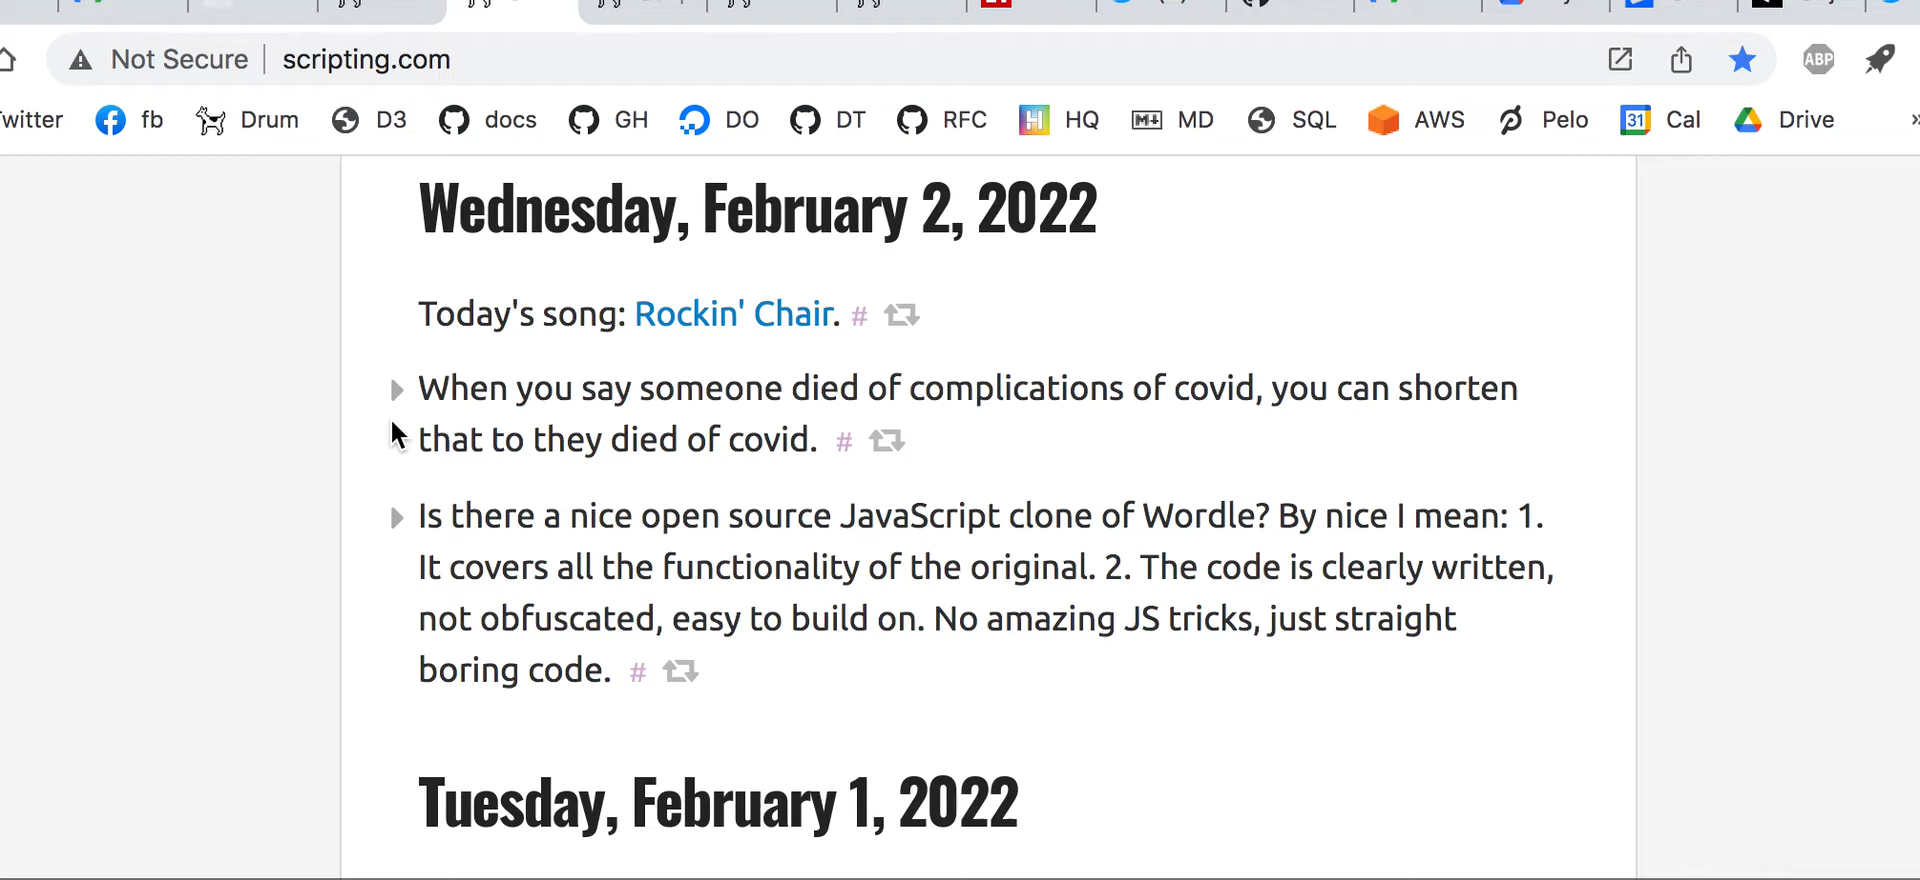 Not Secure scripting.com ABP
witter fb Drum D3 docs GH DO DT RFC HQ MD SQL AWS Pelo 31 Cal Drive »
Wednesday, February 2, 2022
Today's song: Rockin' Chair. #
When you say someone died of complications of covid, you can shorten
that to they died of covid. #
Is there a nice open source JavaScript clone of Wordle? By nice I mean: 1.
It covers all the functionality of the original. 2. The code is clearly written,
not obfuscated, easy to build on. No amazing JS tricks, just straight
boring code. #
Tuesday, February 1, 2022